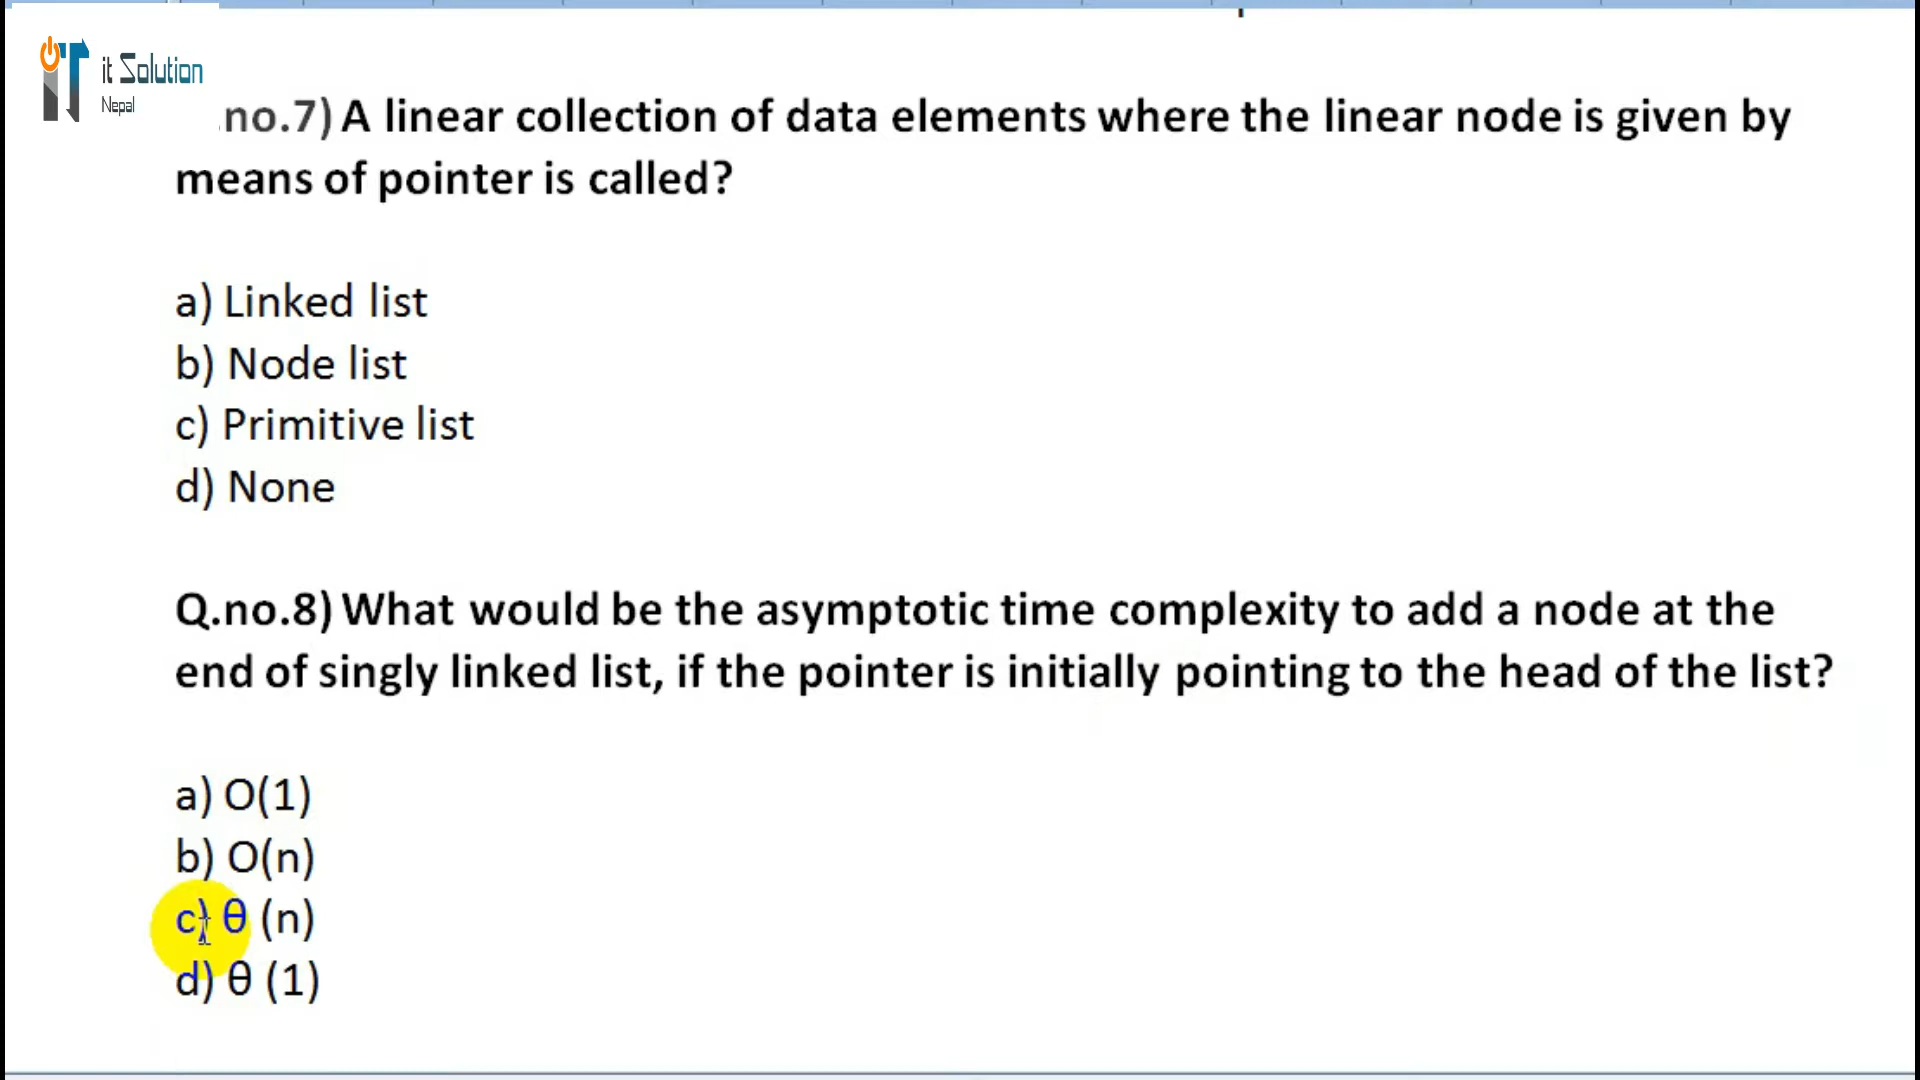 it Solution
Nepal
.no.7) A linear collection of data elements where the linear node is given by
means of pointer is called?
a) Linked list
b) Node list
c) Primitive list
d) None
Q.no.8) What would be the asymptotic time complexity to add a node at the
end of singly linked list, if the pointer is initially pointing to the head of the list?
a) O(1)
b) O(n)
c) θ (n)
d) θ (1)